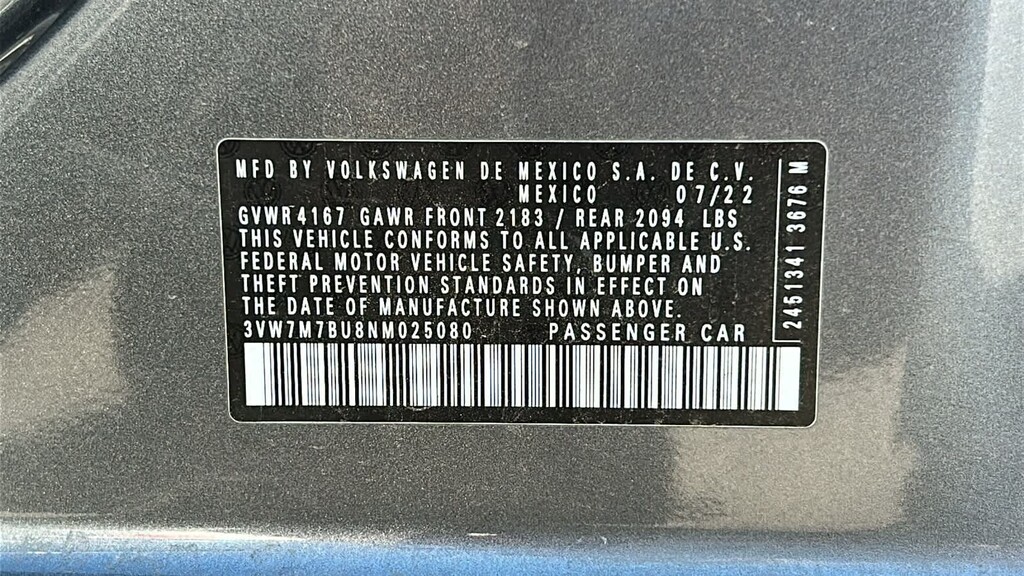 MFD BY VOLKSWAGEN DE MEXICO S.A. DE C.V.
MEXICO 07/22
GVWR 4167 GAWR FRONT 2183 / REAR 2094 LBS
THIS VEHICLE CONFORMS TO ALL APPLICABLE U.S.
FEDERAL MOTOR VEHICLE SAFETY, BUMPER AND
THEFT PREVENTION STANDARDS IN EFFECT ON
THE DATE OF MANUFACTURE SHOWN ABOVE.
3VW7M7BU8NM025080 PASSENGER CAR
2461341 3676 M